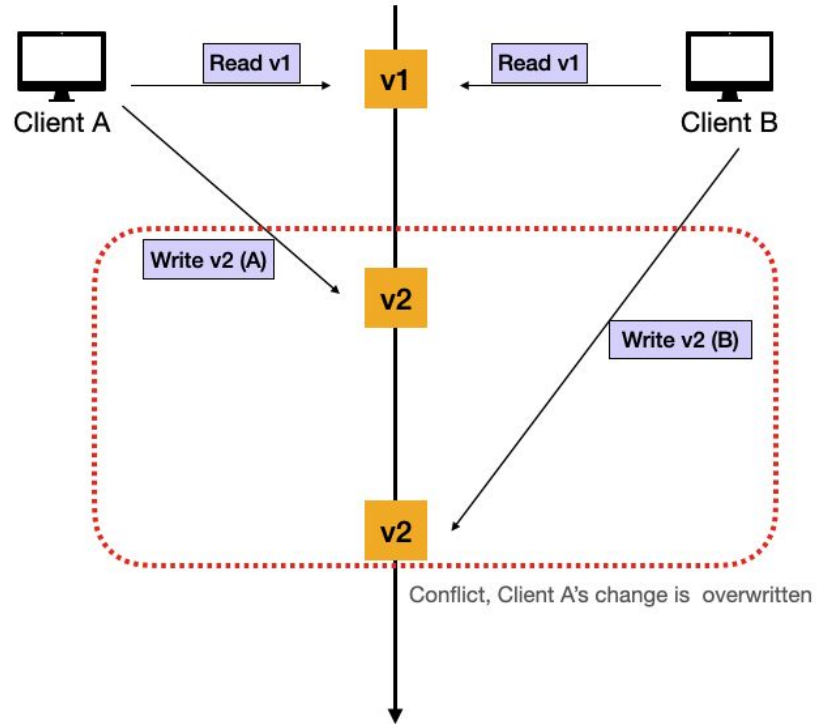 Read v1
v1
Read v1
Client A
Client B
Write v2 (A)
v2
Write v2 (B)
v2
Conflict, Client A's change is overwritten